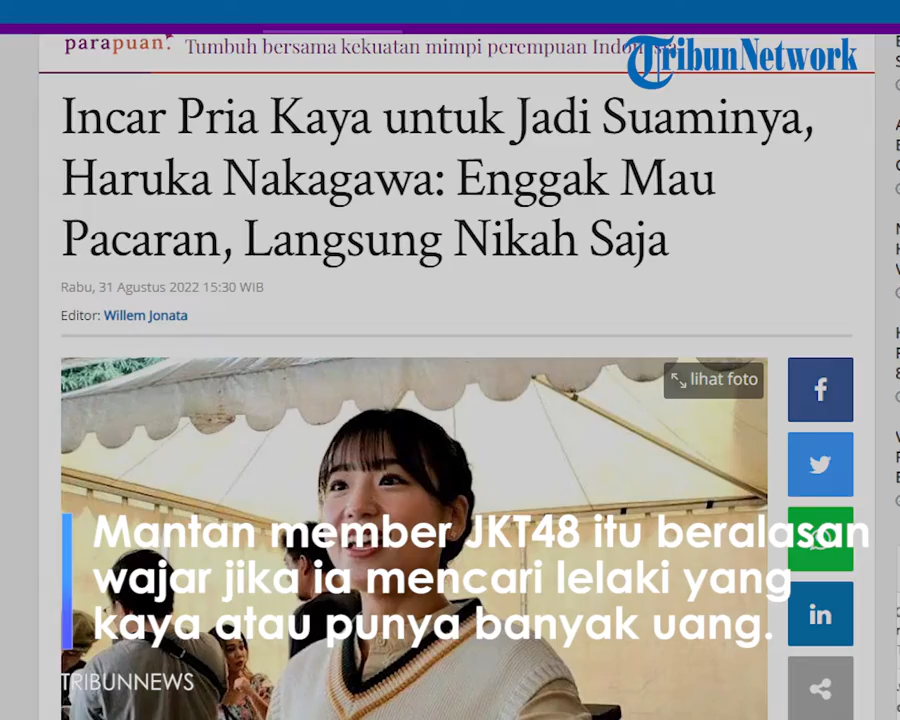 parapuan.
Tumbuh bersama kekuatan mimpi perempuan Indo
TribunNetwork
Incar Pria Kaya untuk Jadi Suaminya,
Haruka Nakagawa: Enggak Mau
Pacaran, Langsung Nikah Saja
Rabu, 31 Agustus 2022 15:30 WIB
Editor: Willem Jonata
lihat foto
Mantan member JKT48 itu beralasan
wajar jika ia mencari lelaki yang
kaya atau punya banyak uang.
TRIBUNNEWS